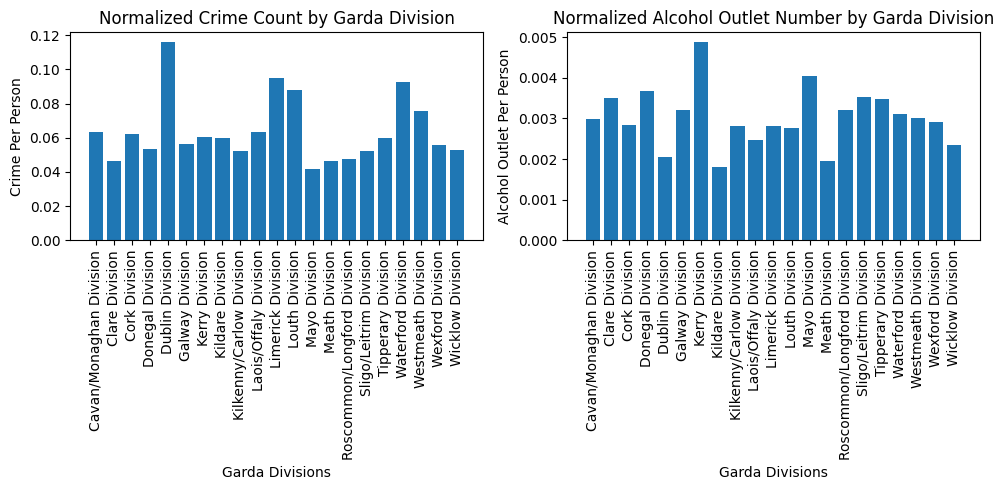 Normalized Crime Count by Garda Division
Crime Per Person
0.12
0.10
0.08
0.06
0.04
0.02
0.00
Cavan/Monaghan Division
Clare Division
Cork Division
Donegal Division
Dublin Division
Galway Division
Kerry Division
Kildare Division
Kilkenny/Carlow Division
Laois/Offaly Division
Limerick Division
Louth Division
Mayo Division
Meath Division
Roscommon/Longford Division
Sligo/Leitrim Division
Tipperary Division
Waterford Division
Westmeath Division
Wexford Division
Wicklow Division
Garda Divisions
Normalized Alcohol Outlet Number by Garda Division
Alcohol Outlet Per Person
0.005
0.004
0.003
0.002
0.001
0.000
Cavan/Monaghan Division
Clare Division
Cork Division
Donegal Division
Dublin Division
Galway Division
Kerry Division
Kildare Division
Kilkenny/Carlow Division
Laois/Offaly Division
Limerick Division
Louth Division
Mayo Division
Meath Division
Roscommon/Longford Division
Sligo/Leitrim Division
Tipperary Division
Waterford Division
Westmeath Division
Wexford Division
Wicklow Division
Garda Divisions